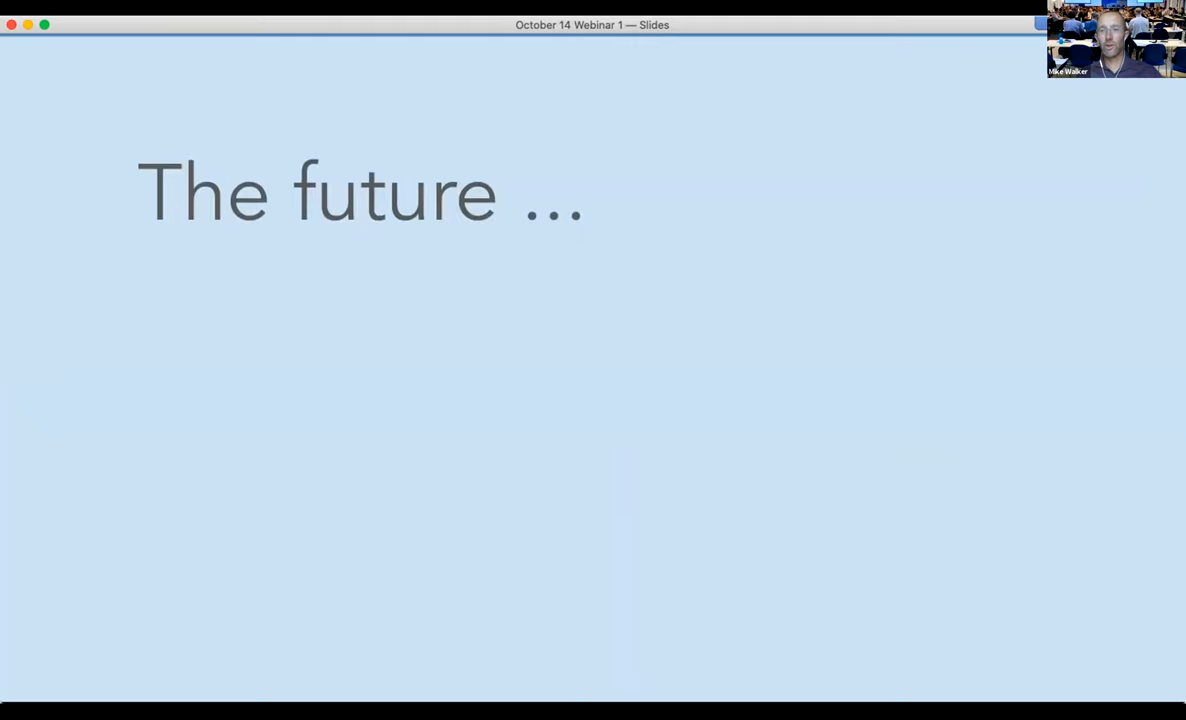 October 14 Webinar 1 — Slides
Mike Walker
The future ...